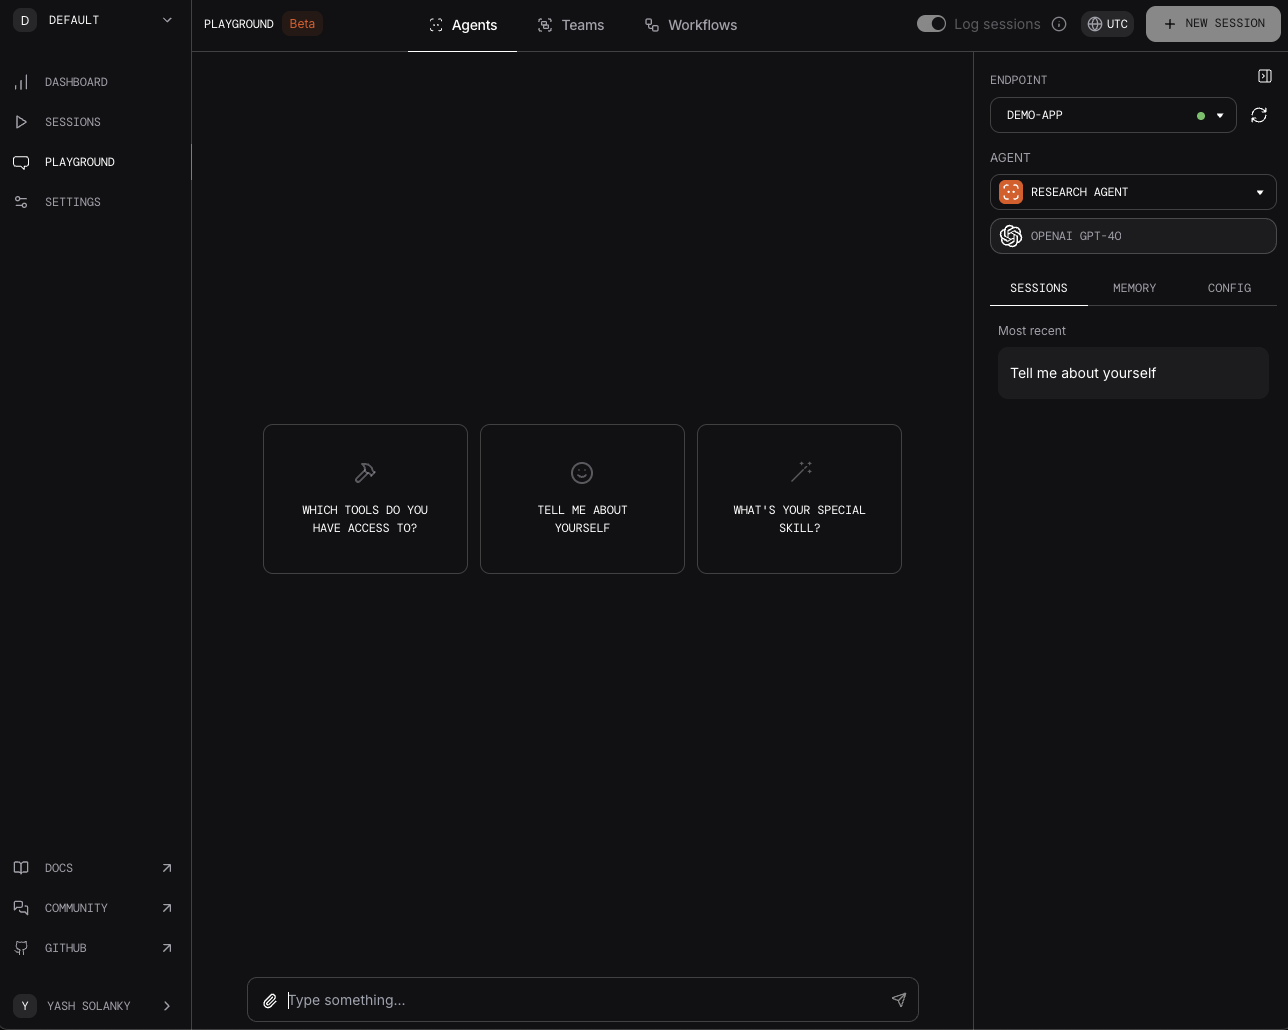 D DEFAULT
DASHBOARD
SESSIONS
PLAYGROUND
SETTINGS
DOCS
COMMUNITY
GITHUB
Y YASH SOLANKY
PLAYGROUND Beta
Agents Teams Workflows
Log sessions UTC + NEW SESSION
WHICH TOOLS DO YOU
HAVE ACCESS TO?
TELL ME ABOUT
YOURSELF
WHAT'S YOUR SPECIAL
SKILL?
Type something...
ENDPOINT
DEMO-APP
AGENT
RESEARCH AGENT
OPENAI GPT-4O
SESSIONS MEMORY CONFIG
Most recent
Tell me about yourself